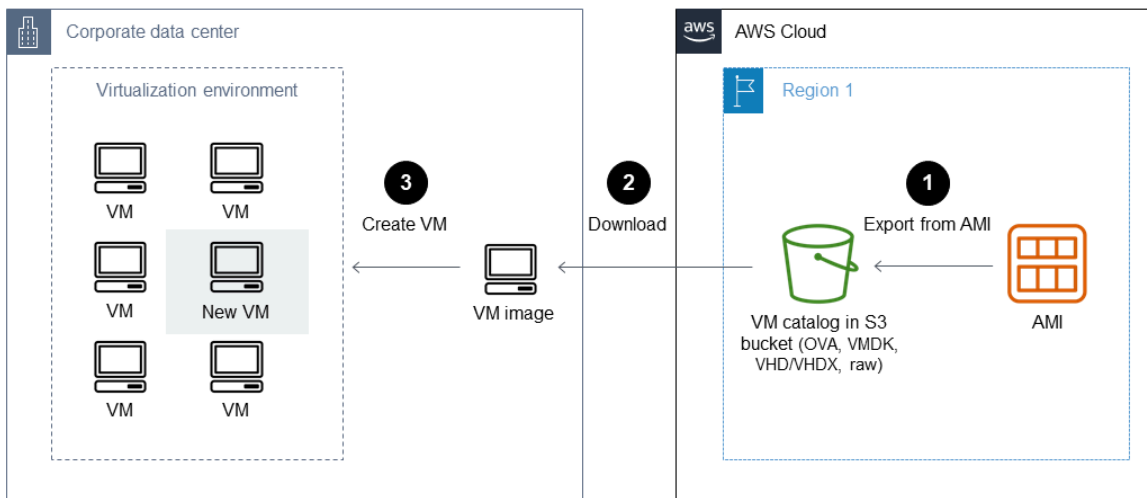 Corporate data center
Virtualization environment
VM
VM
VM
New VM
VM
VM
3
Create VM
VM image
2
Download
aws
AWS Cloud
Region 1
1
Export from AMI
VM catalog in S3
bucket (OVA, VMDK,
VHD/VHDX, raw)
AMI